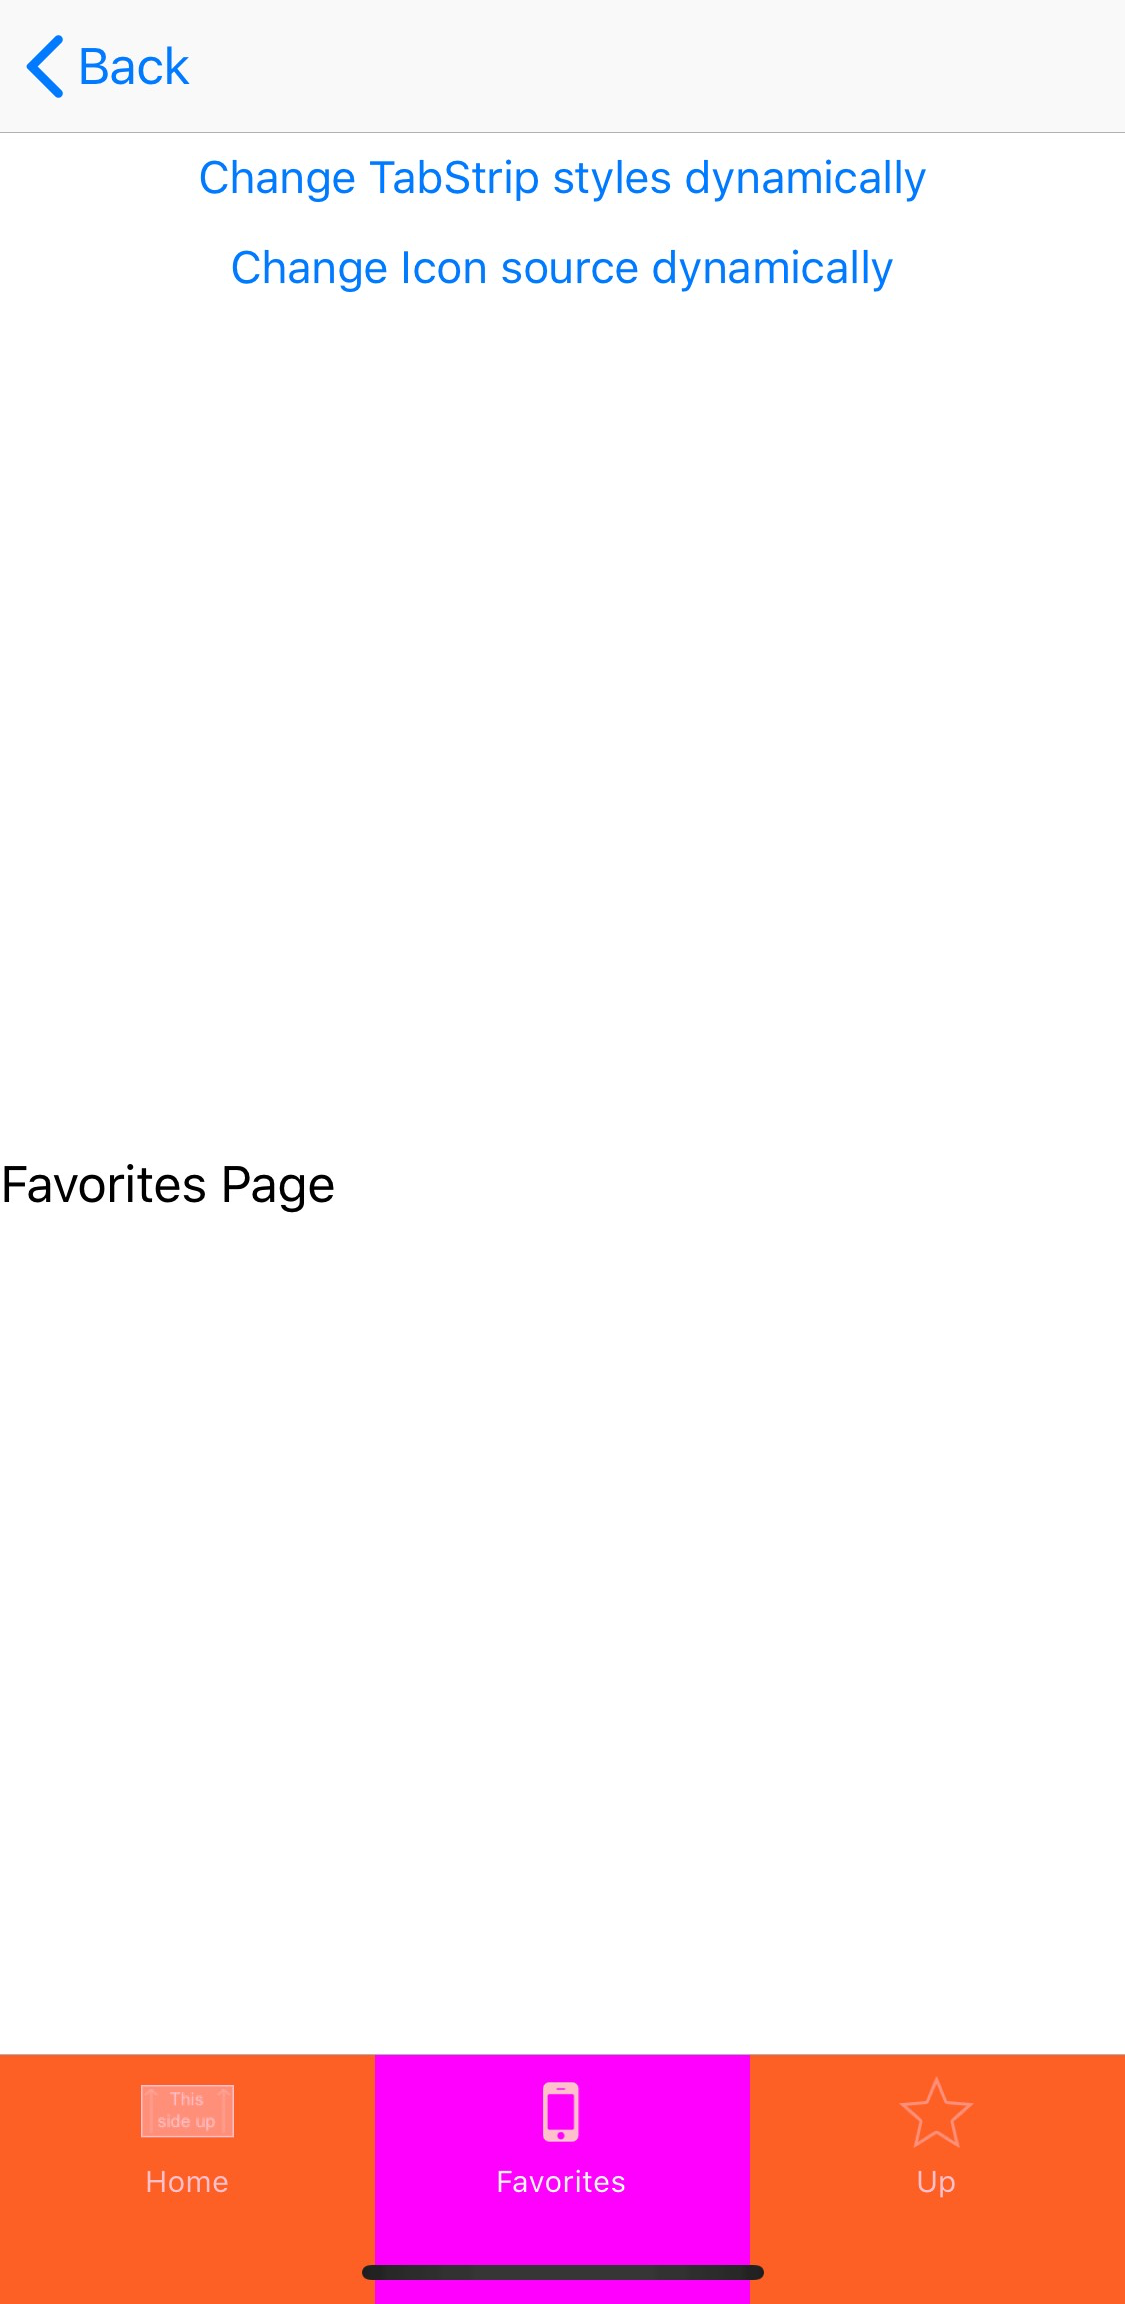 Back
Change TabStrip styles dynamically
Change Icon source dynamically
Favorites Page
This
side up
Home
Favorites
Up